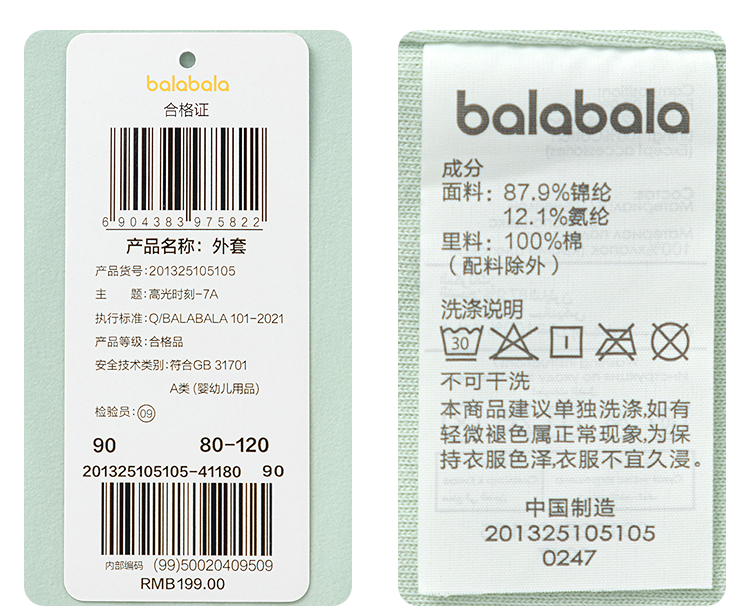 balabala
合格证
6904383975822
产品名称：外套
产品货号:201325105105
主 题:高光时刻-7A
执行标准:Q/BALABALA 101-2021
产品等级:合格品
安全技术类别:符合GB 31701
A类 (婴幼儿用品)
检验员:09
90 80-120
201325105105-41180 90
内部编码 (99)50020409509
RMB199.00
balabala
成分
面料：87.9%锦纶
12.1%氨纶
里料：100%棉
（配料除外）
洗涤说明
30
不可干洗
本商品建议单独洗涤,如有
轻微褪色属正常现象,为保
持衣服色泽,衣服不宜久浸。
中国制造
201325105105
0247